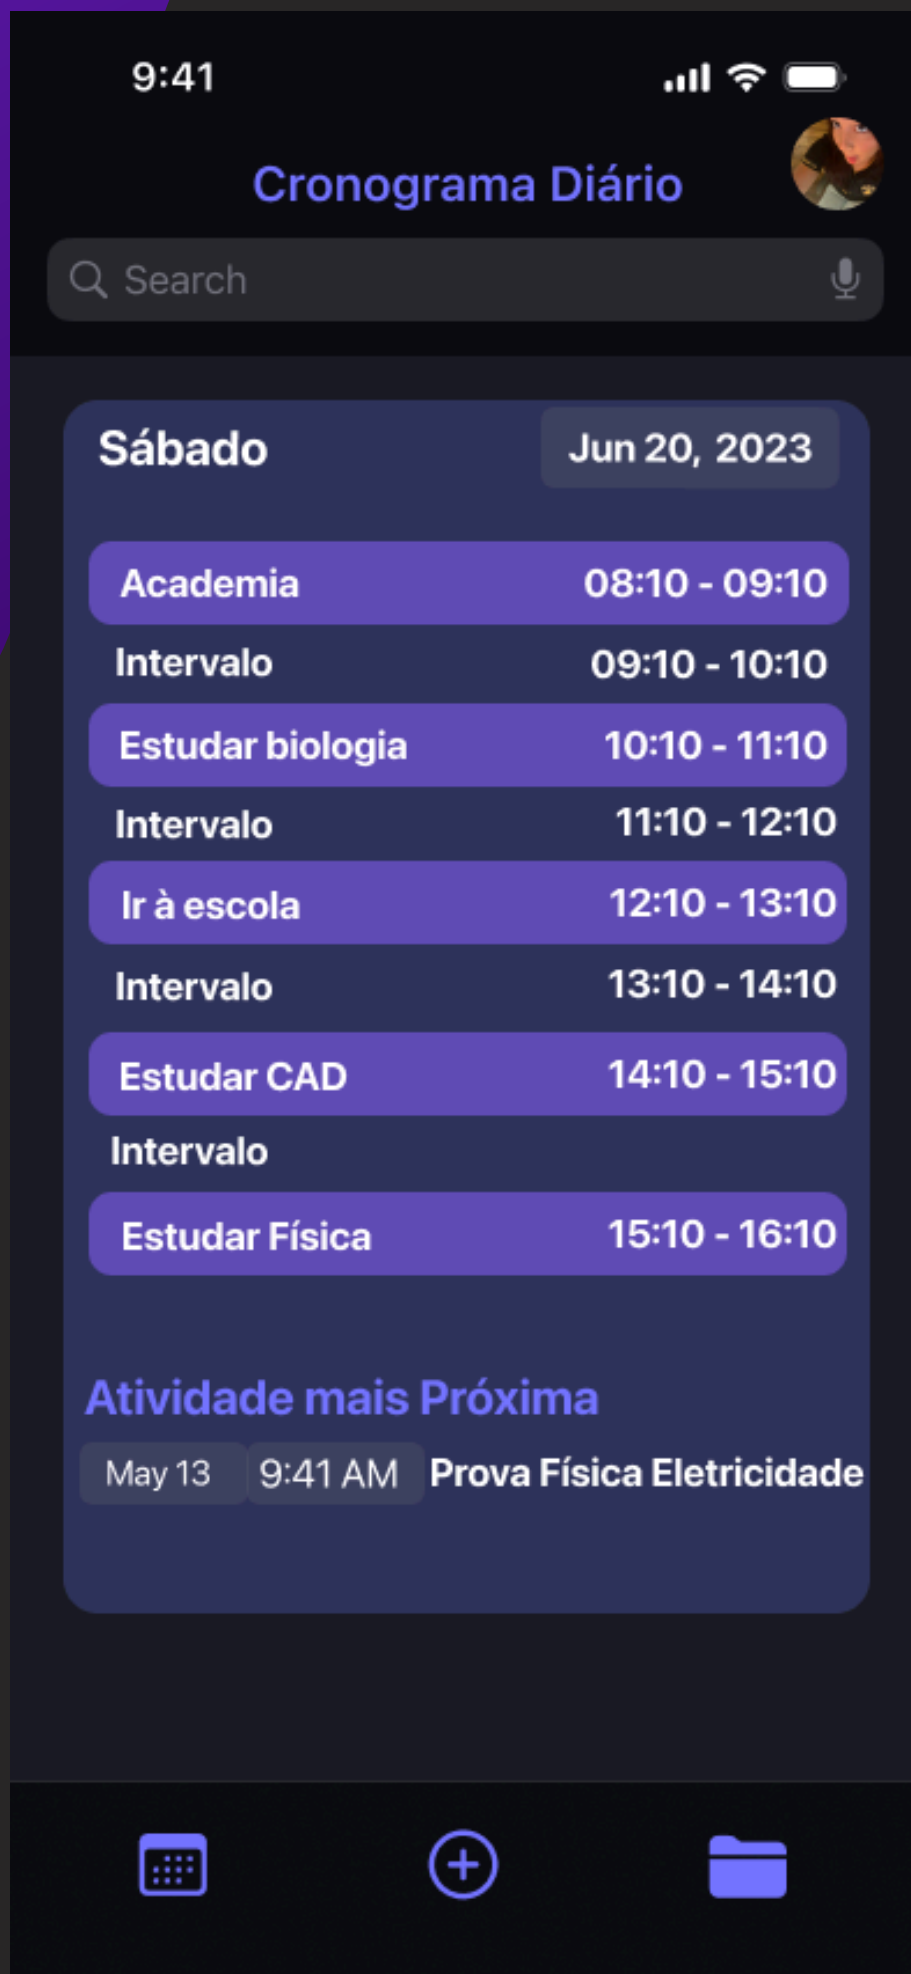 9:41
Cronograma Diário
Search
Sábado Jun 20, 2023
Academia 08:10 - 09:10
Intervalo 09:10 - 10:10
Estudar biologia 10:10 - 11:10
Intervalo 11:10 - 12:10
Ir à escola 12:10 - 13:10
Intervalo 13:10 - 14:10
Estudar CAD 14:10 - 15:10
Intervalo
Estudar Física 15:10 - 16:10
Atividade mais Próxima
May 13 9:41 AM Prova Física Eletricidade